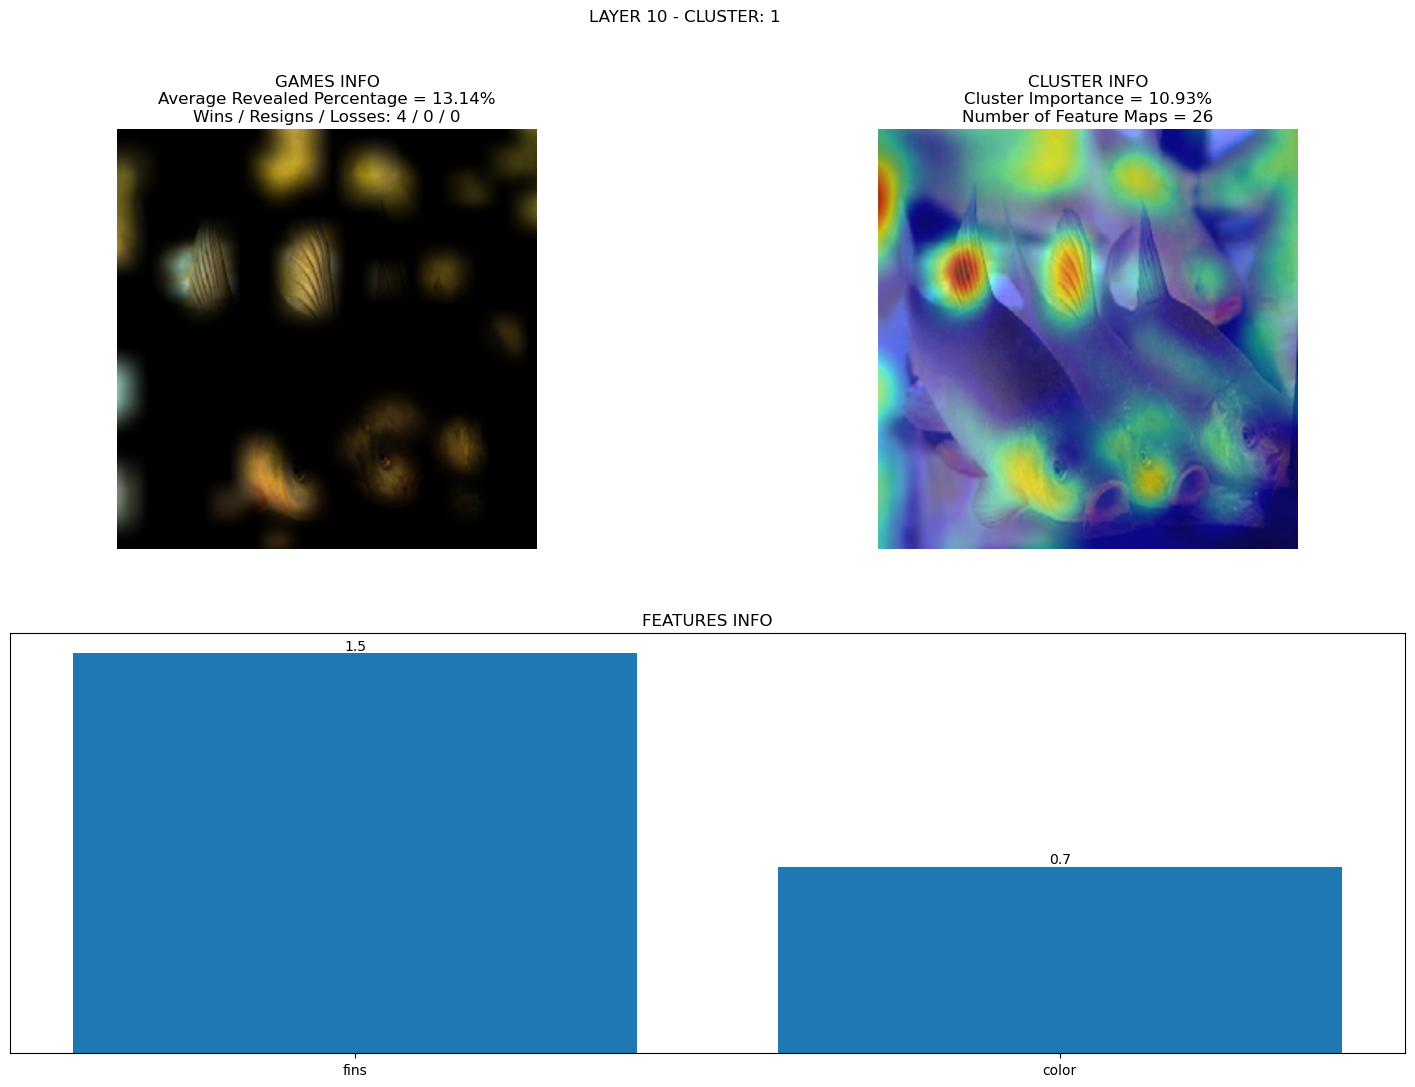 LAYER 10 - CLUSTER: 1
GAMES INFO
Average Revealed Percentage = 13.14%
Wins / Resigns / Losses: 4 / 0 / 0
CLUSTER INFO
Cluster Importance = 10.93%
Number of Feature Maps = 26
FEATURES INFO
1.5
0.7
fins
color